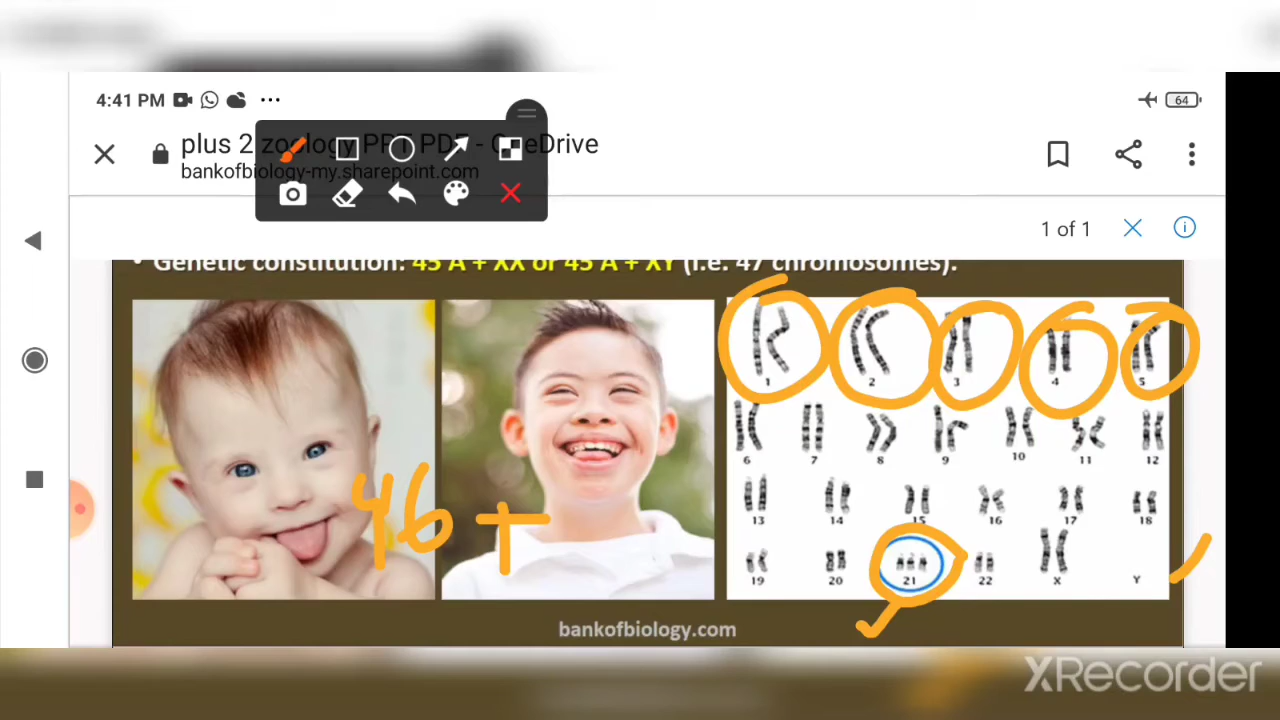 4:41 PM
64
plus 2 zoology PPT PDF - OneDrive
bankofbiology-my.sharepoint.com
1 of 1
• Genetic constitution: 45 A + XX or 45 A + XY (i.e. 47 chromosomes).
1 2 3 4 5
6 7 8 9 10 11 12
46 +
13 14 15 16 17 18
19 20 21 22 X Y
bankofbiology.com
XRecorder